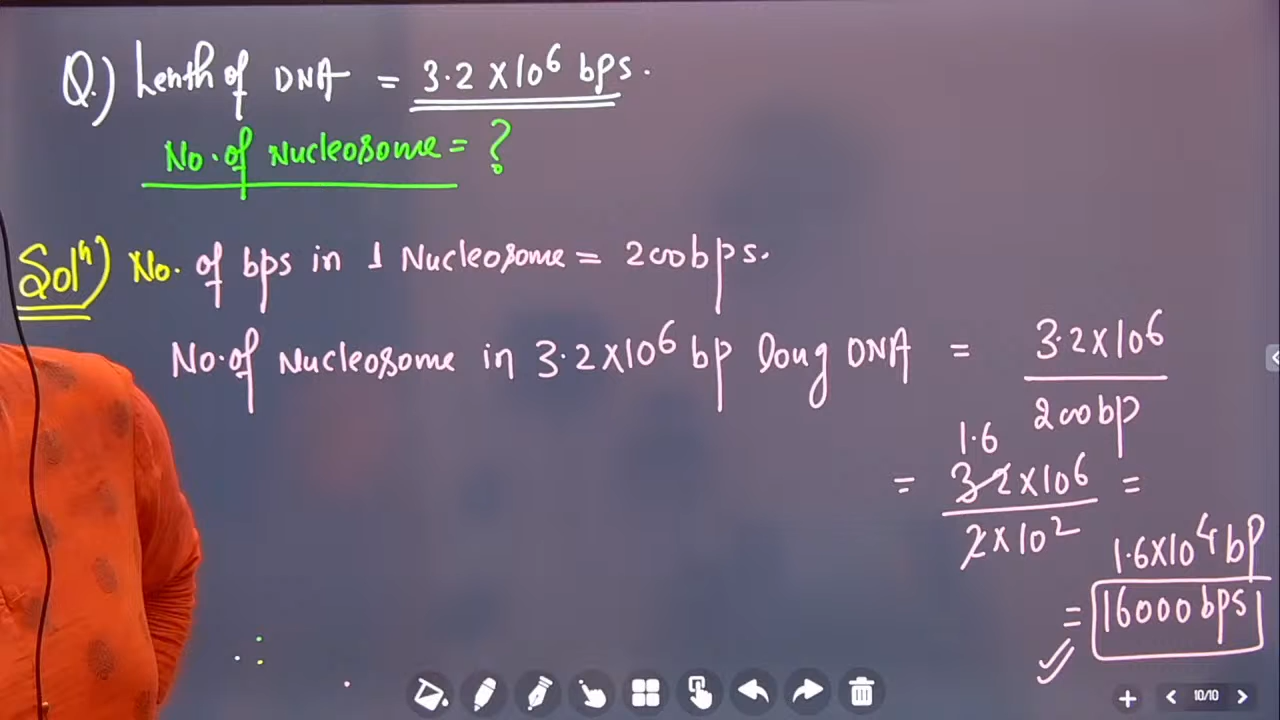 Q.) Lenth of DNA = 3.2 X10⁶ bps.
No. of Nucleosome = ?
Solⁿ) No. of bps in 1 Nucleosome = 200bps.
No. of Nucleosome in 3.2x10⁶ bp long DNA = 3.2x10⁶ / 200bp
1.6
= 32x10⁶ / 2x10² =
1.6x10⁴ bp
= 16000 bps
10/10